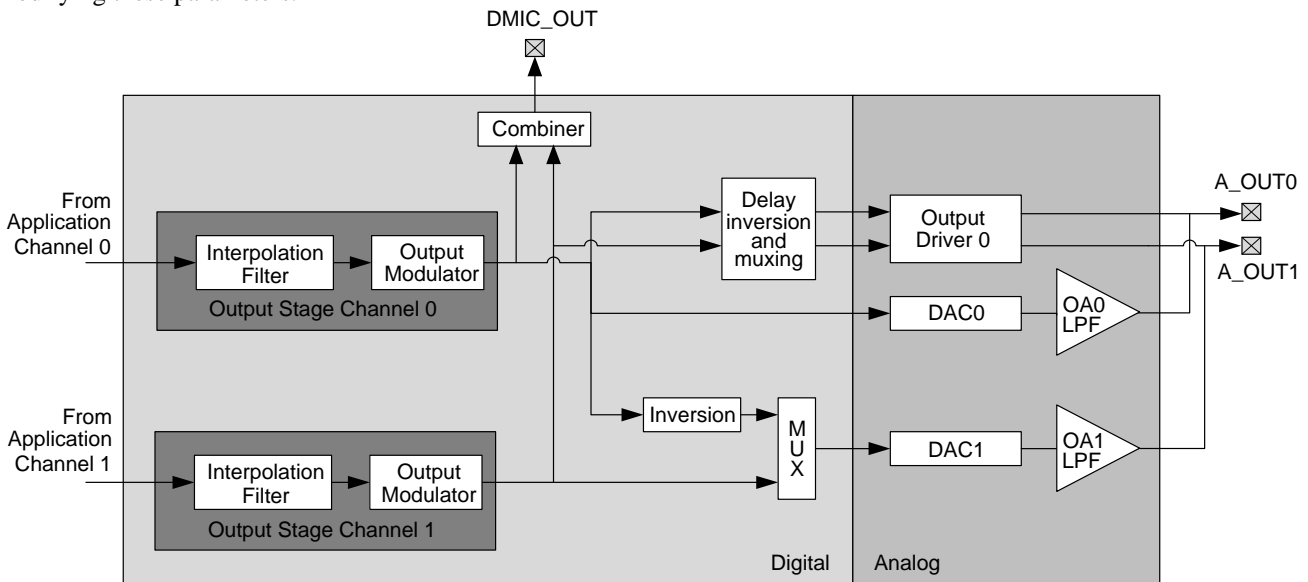 DMIC_OUT
Combiner
From
Application
Channel 0
Interpolation
Filter
Output
Modulator
Output Stage Channel 0
Delay
inversion
and
muxing
Output
Driver 0
A_OUT0
A_OUT1
DAC0
OA0
LPF
From
Application
Channel 1
Interpolation
Filter
Output
Modulator
Output Stage Channel 1
Inversion
M
U
X
DAC1
OA1
LPF
Digital
Analog